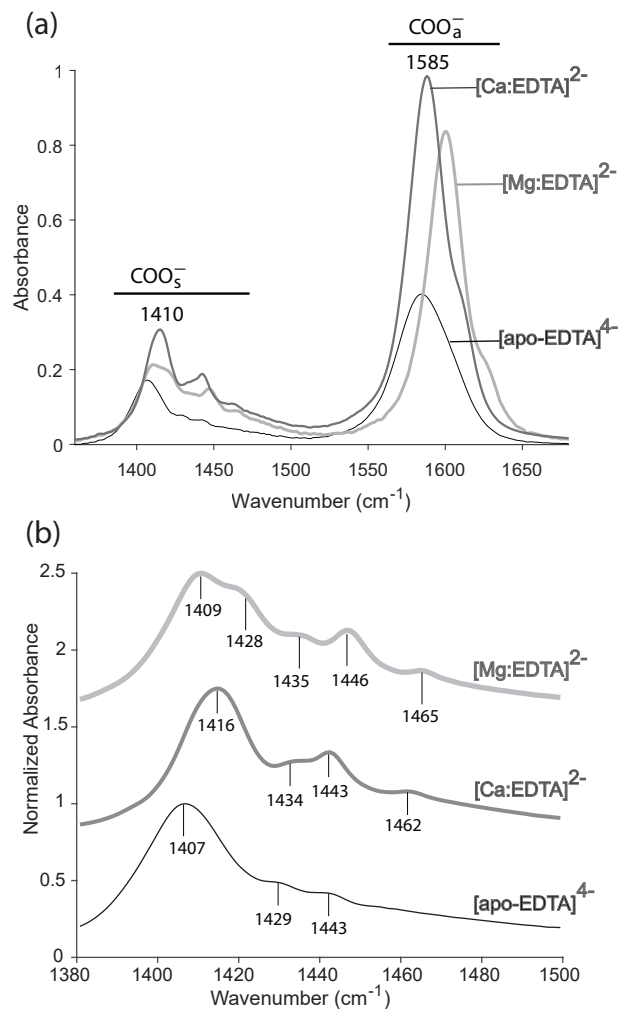 (a)
COO⁻ₐ
1585
[Ca:EDTA]²⁻
[Mg:EDTA]²⁻
COO⁻ₛ
1410
[apo-EDTA]⁴⁻
1
0.8
0.6
0.4
0.2
0
Absorbance
1400 1450 1500 1550 1600 1650
Wavenumber (cm⁻¹)
(b)
2.5
2
1.5
1
0.5
0
Normalized Absorbance
1409
1428
1435
1446
1465
[Mg:EDTA]²⁻
1416
1434
1443
1462
[Ca:EDTA]²⁻
1407
1429
1443
[apo-EDTA]⁴⁻
1380 1400 1420 1440 1460 1480 1500
Wavenumber (cm⁻¹)